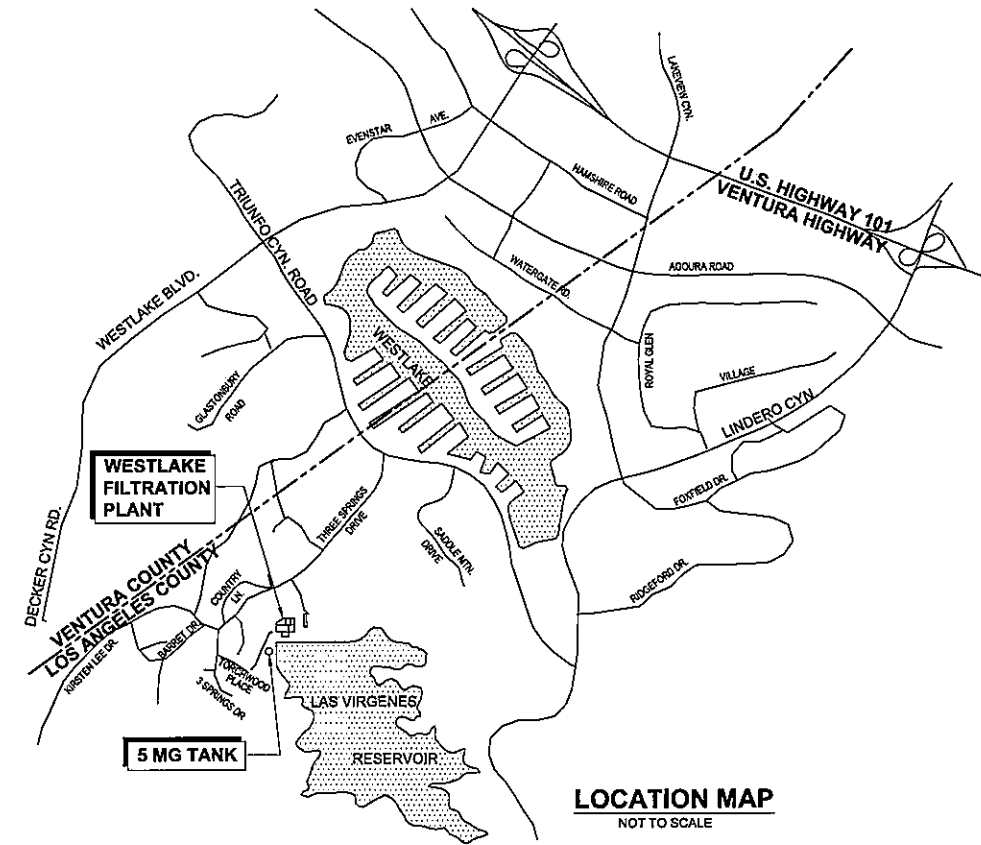 LAKEVIEW CYN.
EVENSTAR AVE.
HAMSHIRE ROAD
U.S. HIGHWAY 101
VENTURA HIGHWAY
TRIUNFO CYN. ROAD
WATERGATE RD.
AGOURA ROAD
WESTLAKE BLVD.
WESTLAKE
ROYAL GLEN
VILLAGE
GLASTONBURY
ROAD
LINDERO CYN
WESTLAKE
FILTRATION
PLANT
FOXFIELD DR.
THREE SPRINGS
DRIVE
SADDLE MTN.
DRIVE
DECKER CYN RD.
VENTURA COUNTY
LOS ANGELES COUNTY
COUNTRY
LN.
RIDGEFORD DR.
KIRSTEN LEE DR.
BARRET DR.
TORCHWOOD
PLACE
3 SPRINGS DR
LAS VIRGENES
RESERVOIR
5 MG TANK
LOCATION MAP
NOT TO SCALE